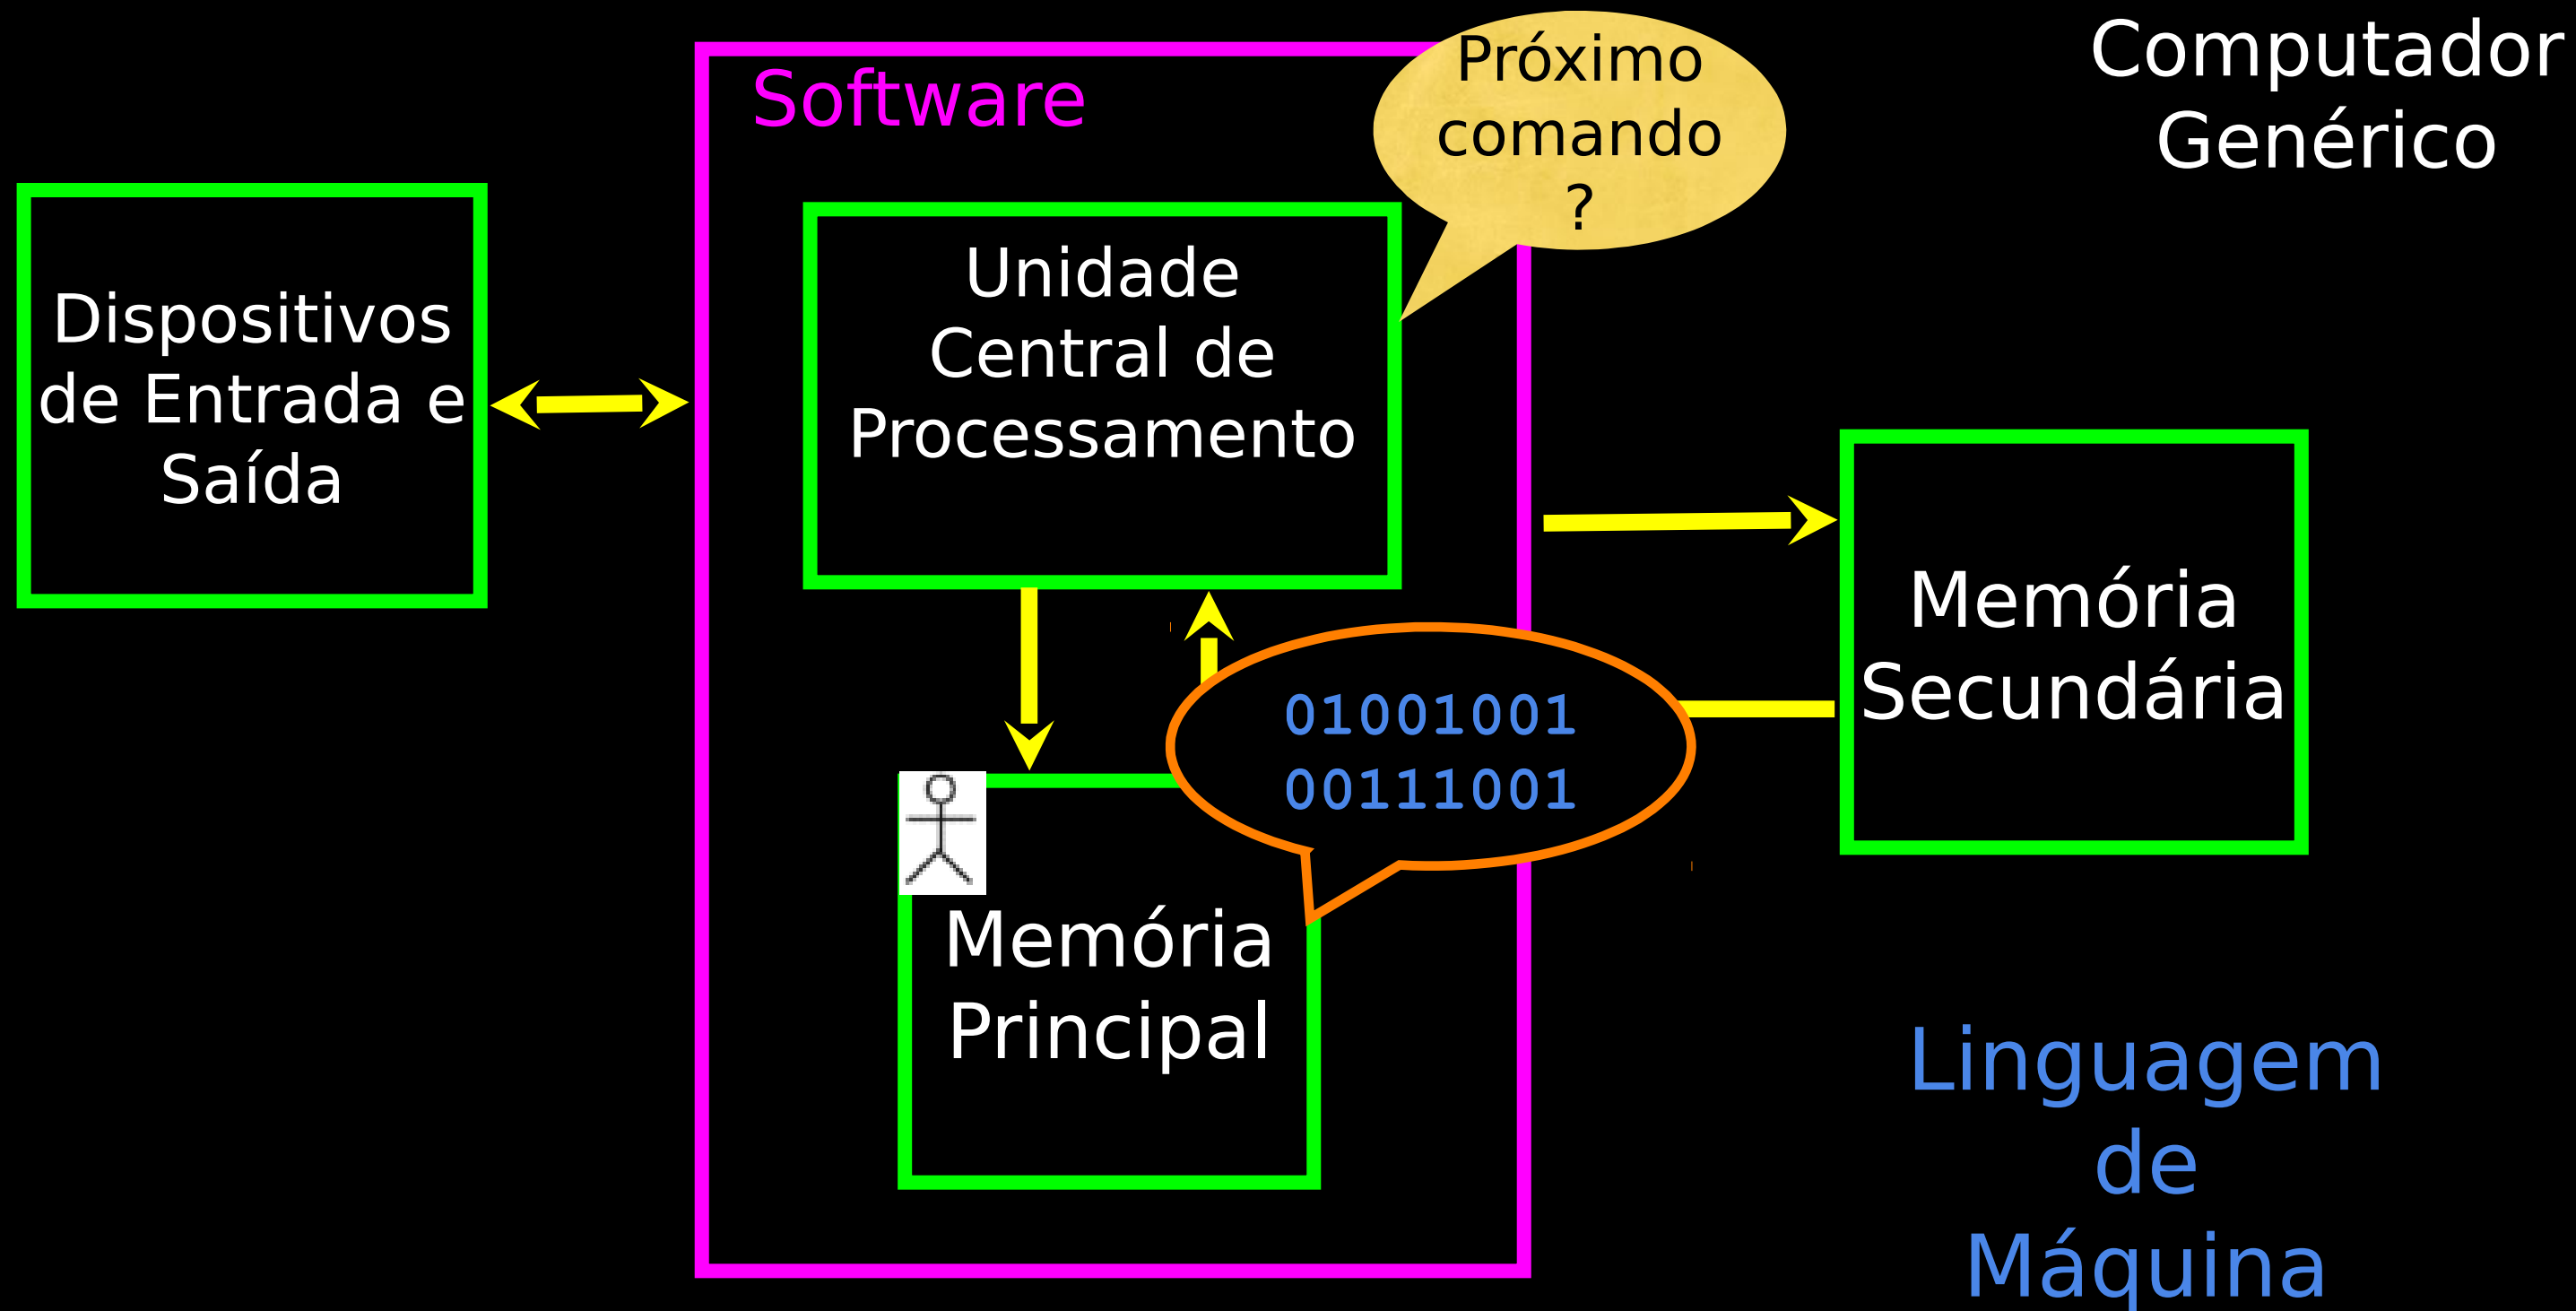 Computador
Genérico
Software
Próximo
comando
?
Dispositivos
de Entrada e
Saída
Unidade
Central de
Processamento
Memória
Secundária
01001001
00111001
Memória
Principal
Linguagem
de
Máquina